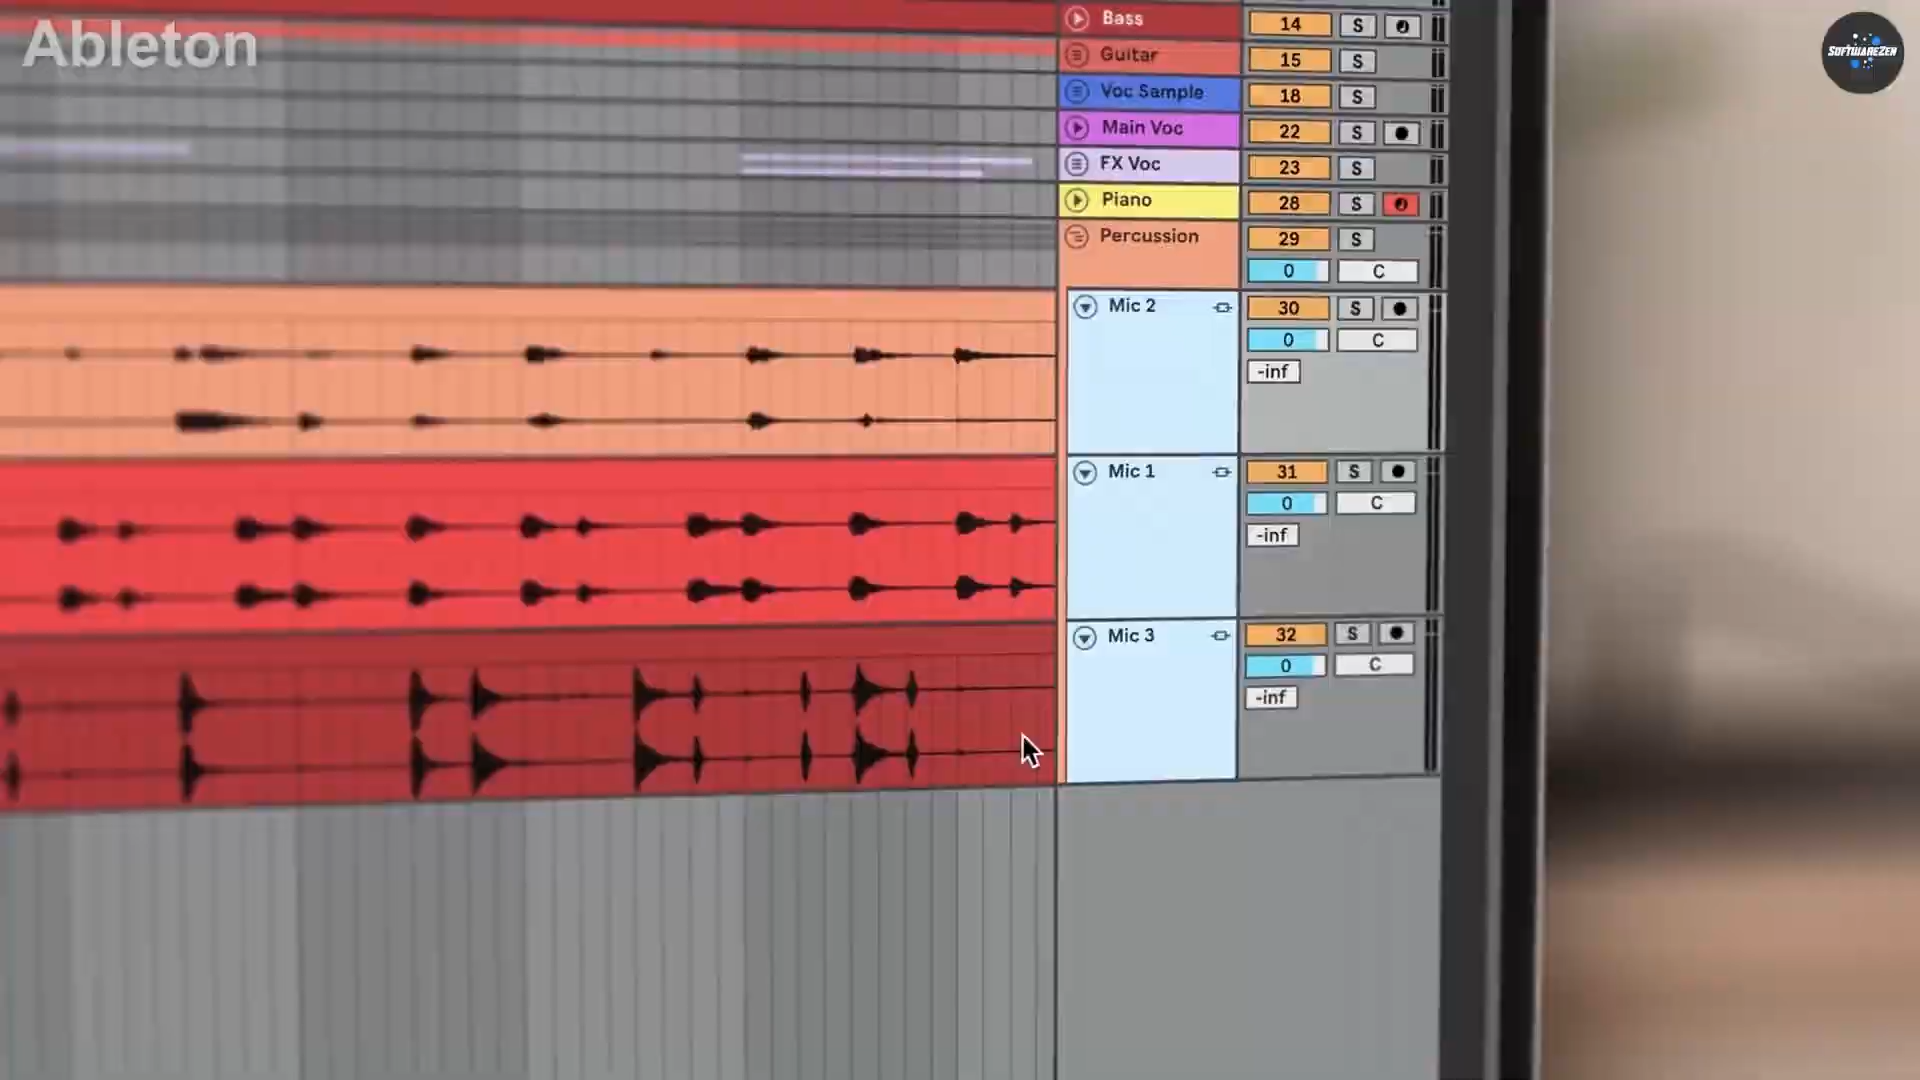 Ableton
SOFTWAREZEN
Bass 14 S
Guitar 15 S
Voc Sample 18 S
Main Voc 22 S
FX Voc 23 S
Piano 28 S
Percussion 29 S
0 C
Mic 2 30 S
0 C
-inf
Mic 1 31 S
0 C
-inf
Mic 3 32 S
0 C
-inf